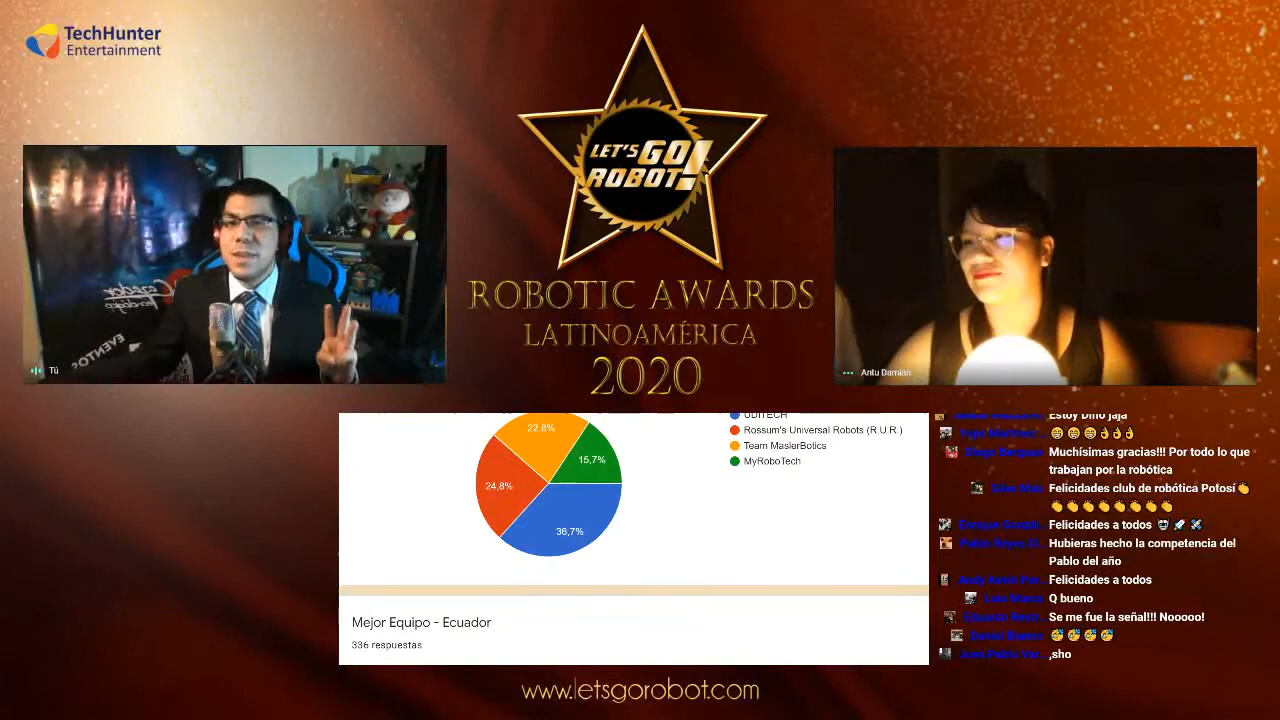 TechHunter
Entertainment
LET'S GO!
ROBOT!
ROBOTIC AWARDS
LATINOAMÉRICA
2020
Tú
EVENTOS
Antu Damián
UDITECH
Rossum's Universal Robots (R.U.R.)
Team MaslerBotics
MyRoboTech
22,8%
15,7%
24,8%
36,7%
Mejor Equipo - Ecuador
336 respuestas
Estoy Dino jaja
Muchísimas gracias!!! Por todo lo que
trabajan por la robótica
Felicidades club de robótica Potosí
Felicidades a todos
Hubieras hecho la competencia del
Pablo del año
Felicidades a todos
Q bueno
Se me fue la señal!!! Nooooo!
,sho
www.letsgorobot.com